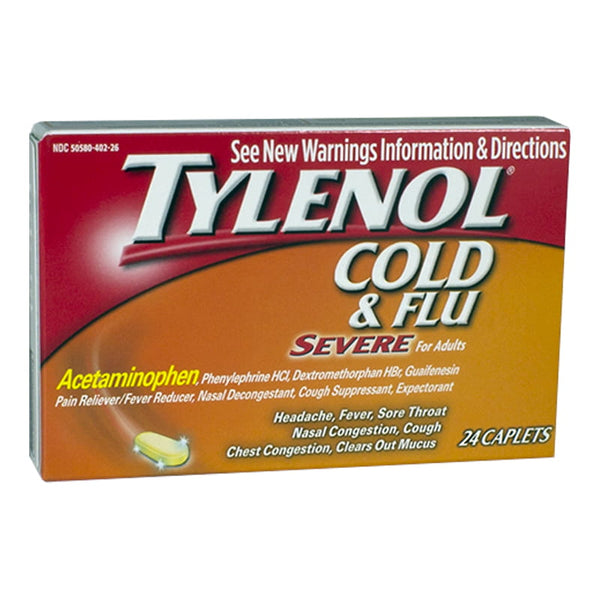 NDC 50580-402-26
See New Warnings Information & Directions
TYLENOL®
COLD
& FLU
SEVERE For Adults
Acetaminophen, Phenylephrine HCl, Dextromethorphan HBr, Guaifenesin
Pain Reliever/Fever Reducer, Nasal Decongestant, Cough Suppressant, Expectorant
Headache, Fever, Sore Throat
Nasal Congestion, Cough
Chest Congestion, Clears Out Mucus
24 CAPLETS